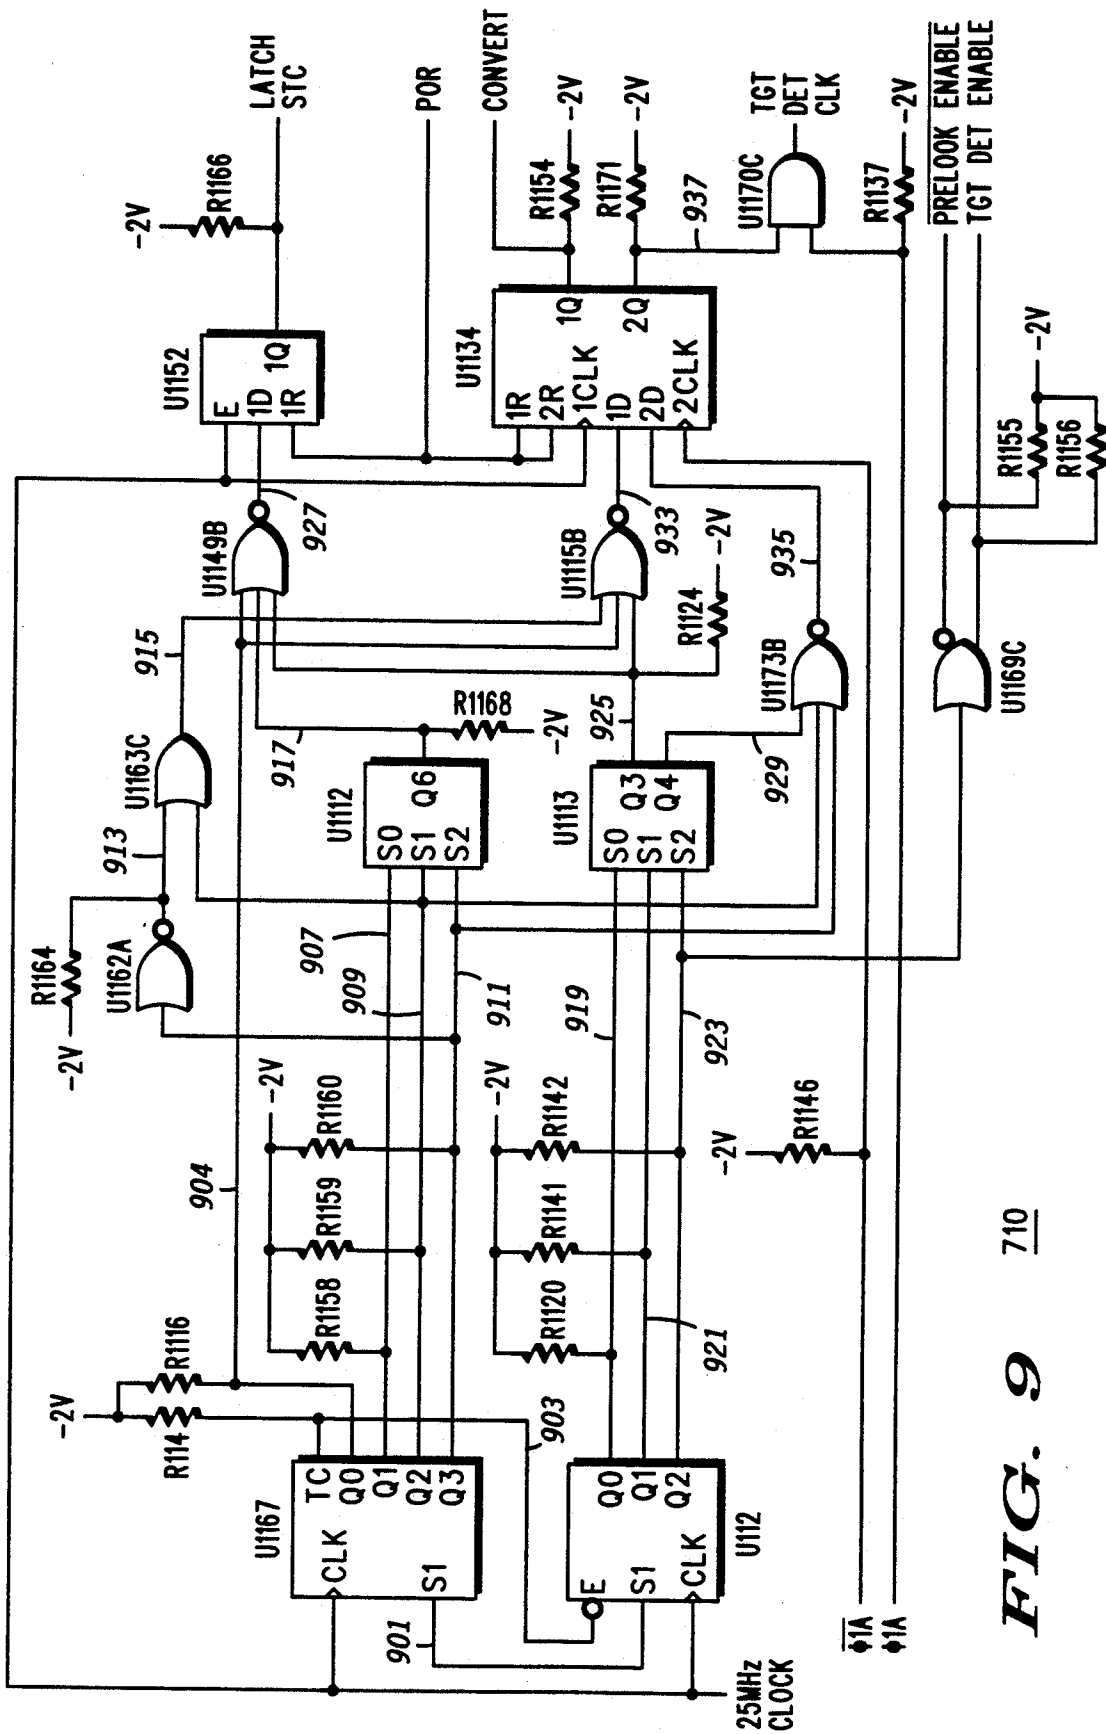 -2V
R1166
LATCH
STC
U1152
E
1D
1R
1Q
POR
CONVERT
U1149B
927
915
U1163C
913
R1164
-2V
U1162A
904
917
U1112
S0
S1
S2
Q6
R1168
-2V
907
909
911
-2V
R1158
R1159
R1160
-2V
R114
R1116
U1167
CLK
S1
TC
Q0
Q1
Q2
Q3
901
903
U1134
1R
2R
1CLK
1D
2D
2CLK
1Q
2Q
R1154
-2V
R1171
-2V
937
U1170C
TGT
DET
CLK
R1137
-2V
U1115B
933
R1124
-2V
925
U1113
S0
S1
S2
Q3
Q4
929
U1173B
935
919
921
923
-2V
R1120
R1141
R1142
U112
E
S1
CLK
Q0
Q1
Q2
-2V
R1146
PRELOOK ENABLE
TGT DET ENABLE
R1155
R1156
-2V
U1169C
25MHz
CLOCK
ϕ1A
ϕ1A
FIG. 9
710